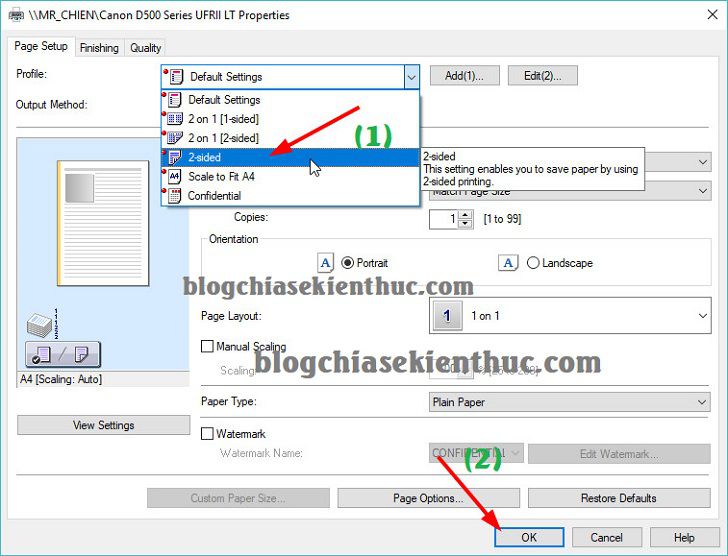 \\MR_CHIEN\Canon D500 Series UFRII LT Properties
Page Setup Finishing Quality
Profile: Default Settings Add(1)... Edit(2)...
Output Method:
Default Settings
2 on 1 [1-sided]
2 on 1 [2-sided]
(1)
2-sided
Scale to Fit A4
Confidential
2-sided
This setting enables you to save paper by using
2-sided printing.
Match Page Size
Copies: 1 [1 to 99]
Orientation
A Portrait A Landscape
blogchiasekienthuc.com
Page Layout: 1 1 on 1
Manual Scaling
blogchiasekienthuc.com
Scaling:
A4 [Scaling: Auto]
Paper Type: Plain Paper
View Settings
Watermark
Watermark Name: CONFIDENTIAL Edit Watermark...
(2)
Custom Paper Size... Page Options... Restore Defaults
OK Cancel Help